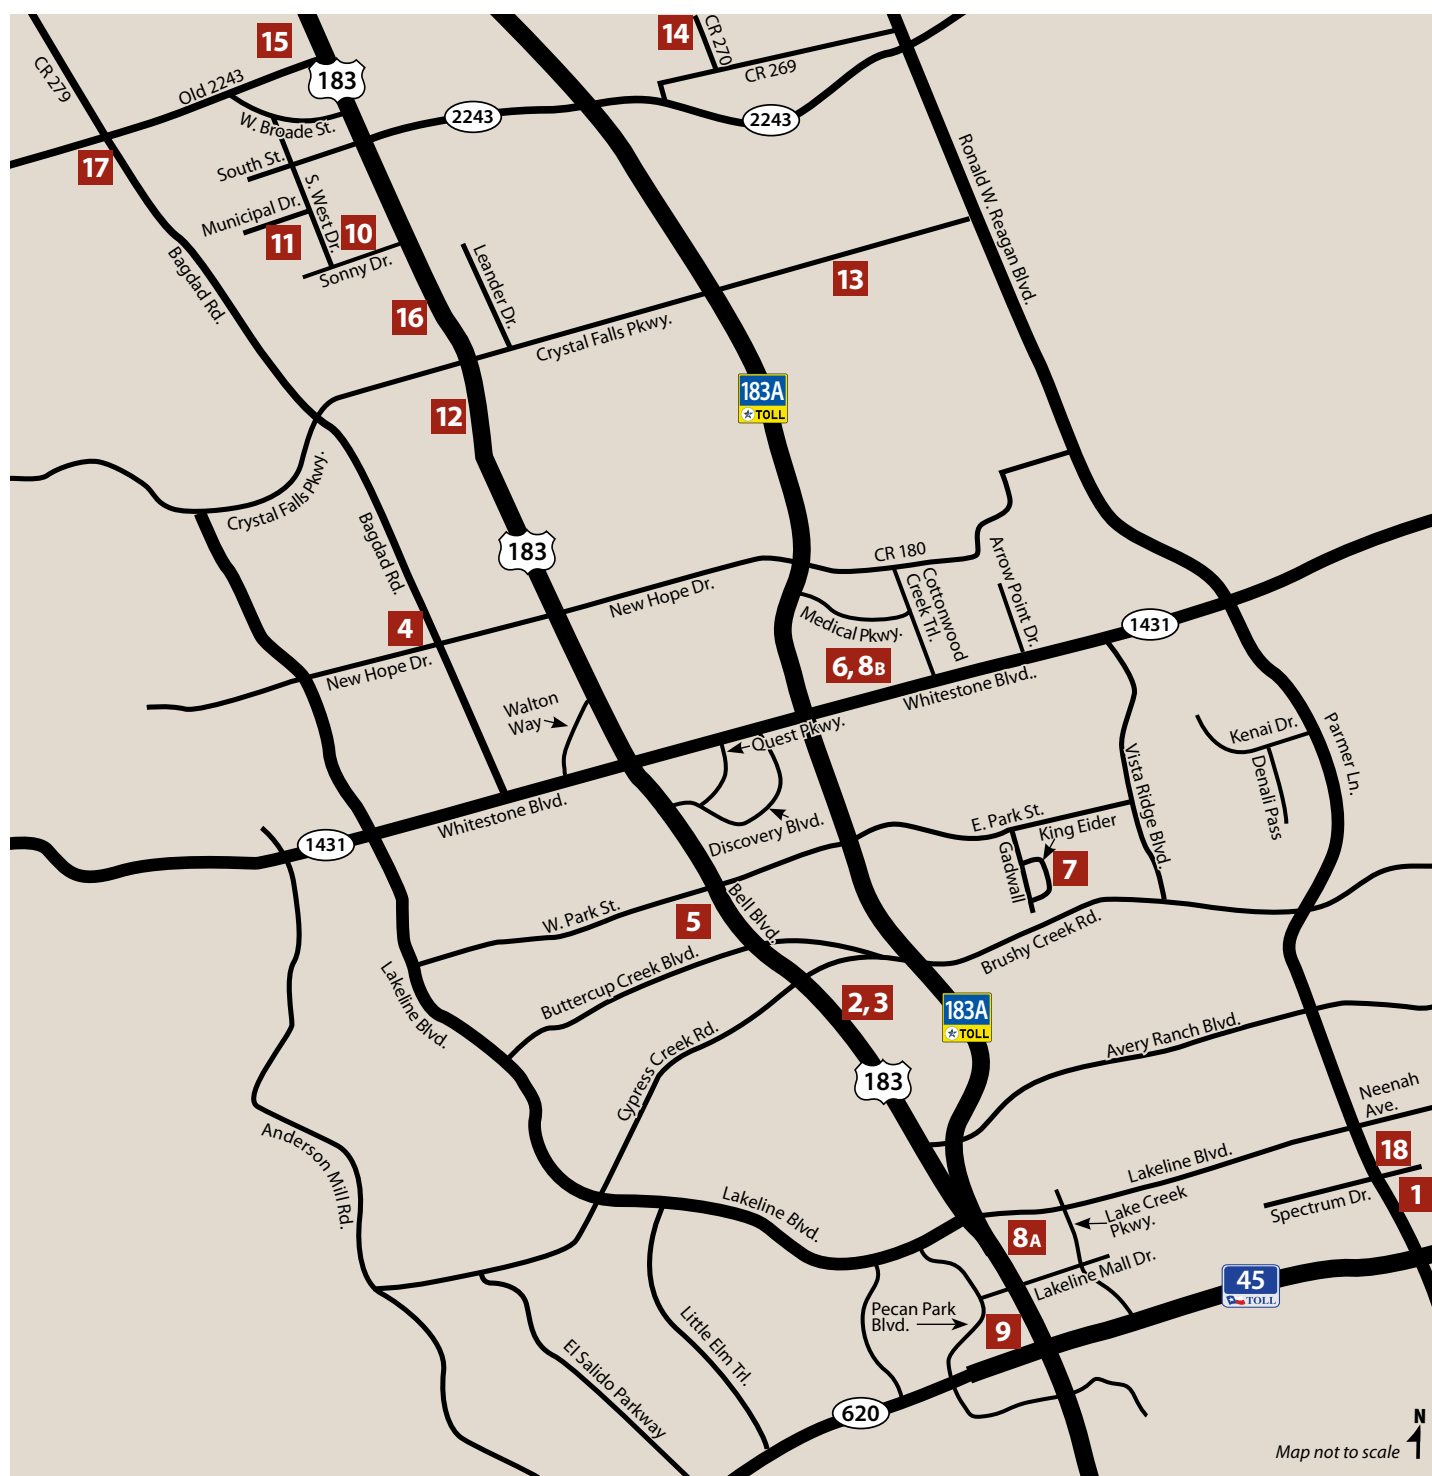 15
14
CR 270
CR 279
183
CR 269
Old 2243
2243
2243
W. Broade St.
17
South St.
Ronald W. Reagan Blvd.
S. West Dr.
Municipal Dr.
10
11
Bagdad Rd.
Sonny Dr.
Leander Dr.
13
16
Crystal Falls Pkwy.
183A
TOLL
12
Crystal Falls Pkwy.
Bagdad Rd.
183
CR 180
Arrow Point Dr.
Cottonwood
Creek Trl.
New Hope Dr.
Medical Pkwy.
1431
4
6, 8B
New Hope Dr.
Whitestone Blvd..
Walton
Way
Quest Pkwy.
Kenai Dr.
Parmer Ln.
Vista Ridge Blvd.
Denali Pass
Whitestone Blvd.
Discovery Blvd.
E. Park St.
King Eider
1431
Gadwall
7
Bell Blvd.
W. Park St.
5
Brushy Creek Rd.
Lakeline Blvd.
Buttercup Creek Blvd.
2, 3
183A
TOLL
Cypress Creek Rd.
Avery Ranch Blvd.
183
Neenah
Ave.
Anderson Mill Rd.
18
Lakeline Blvd.
1
Lakeline Blvd.
Lake Creek
Pkwy.
Spectrum Dr.
8A
Lakeline Mall Dr.
45
TOLL
Pecan Park
Blvd.
9
Little Elm Trl.
El Salido Parkway
620
N
Map not to scale